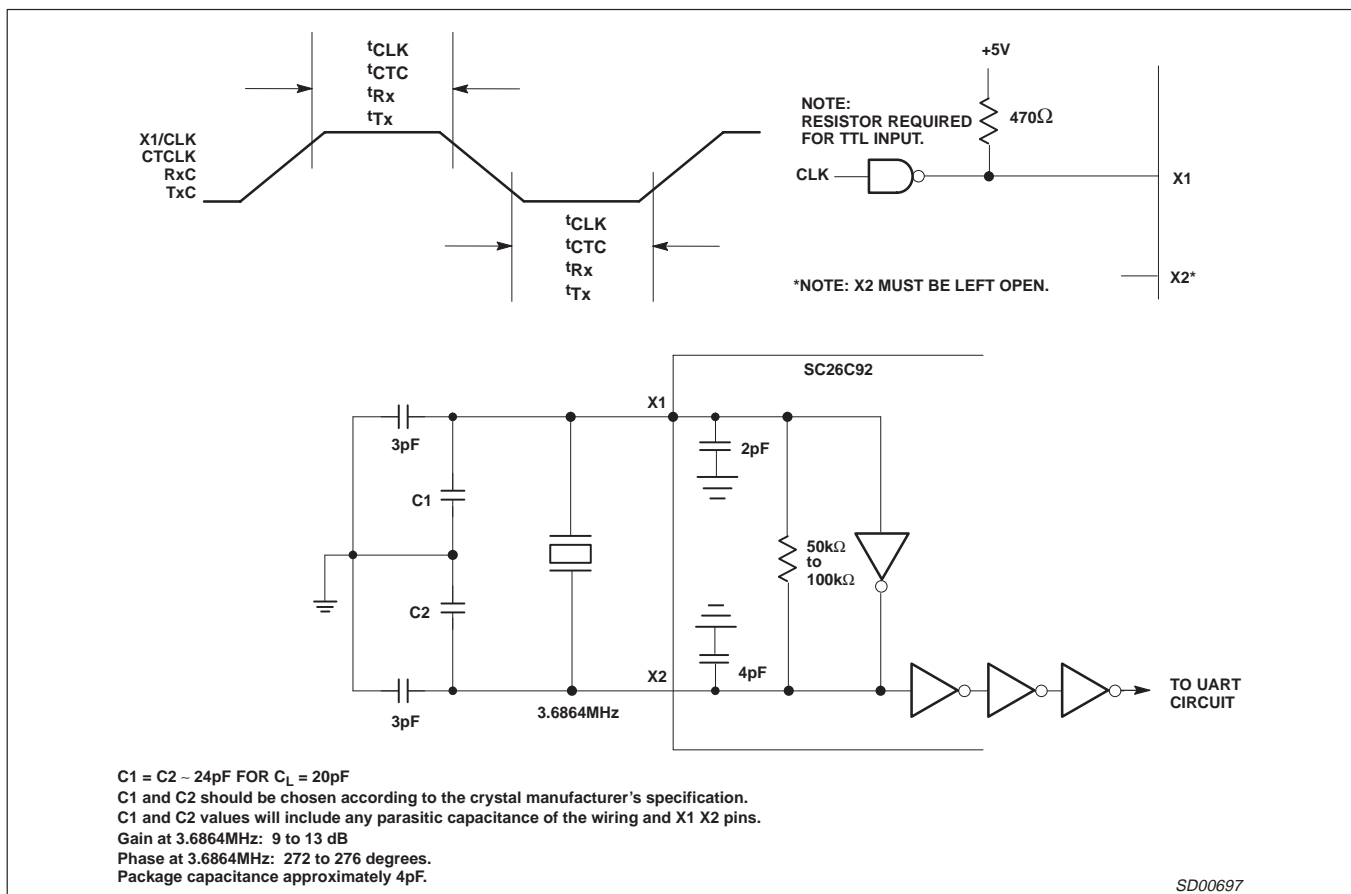 tCLK
tCTC
tRx
tTx
X1/CLK
CTCLK
RxC
TxC
tCLK
tCTC
tRx
tTx
+5V
NOTE:
RESISTOR REQUIRED
FOR TTL INPUT.
470Ω
CLK
X1
*NOTE: X2 MUST BE LEFT OPEN.
X2*
SC26C92
X1
3pF
2pF
C1
50kΩ
to
100kΩ
C2
4pF
X2
3pF
3.6864MHz
TO UART
CIRCUIT
C1 = C2 ~ 24pF FOR CL = 20pF
C1 and C2 should be chosen according to the crystal manufacturer's specification.
C1 and C2 values will include any parasitic capacitance of the wiring and X1 X2 pins.
Gain at 3.6864MHz: 9 to 13 dB
Phase at 3.6864MHz: 272 to 276 degrees.
Package capacitance approximately 4pF.
SD00697